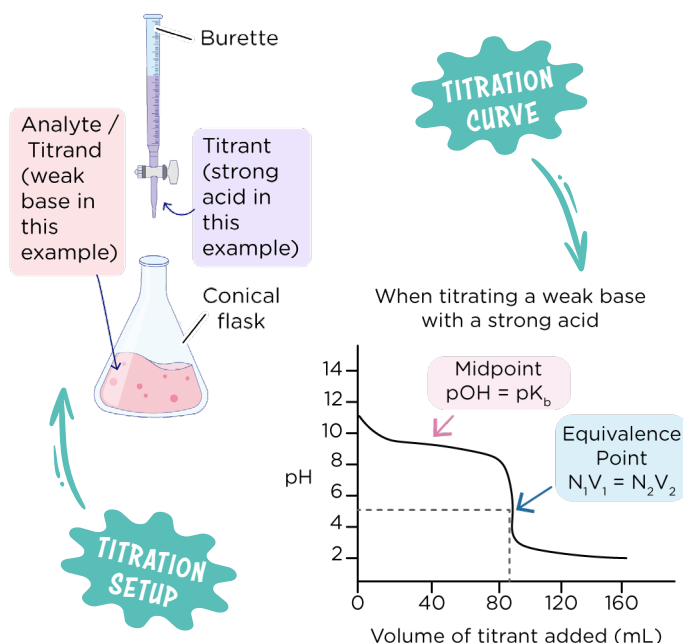 Burette
Analyte /
Titrand
(weak
base in
this
example)
Titrant
(strong
acid in
this
example)
Conical
flask
TITRATION
SETUP
TITRATION
CURVE
When titrating a weak base
with a strong acid
14
12
10
8
6
4
2
pH
Midpoint
pOH = pK_b
Equivalence
Point
N₁V₁ = N₂V₂
0
40
80
120
160
Volume of titrant added (mL)